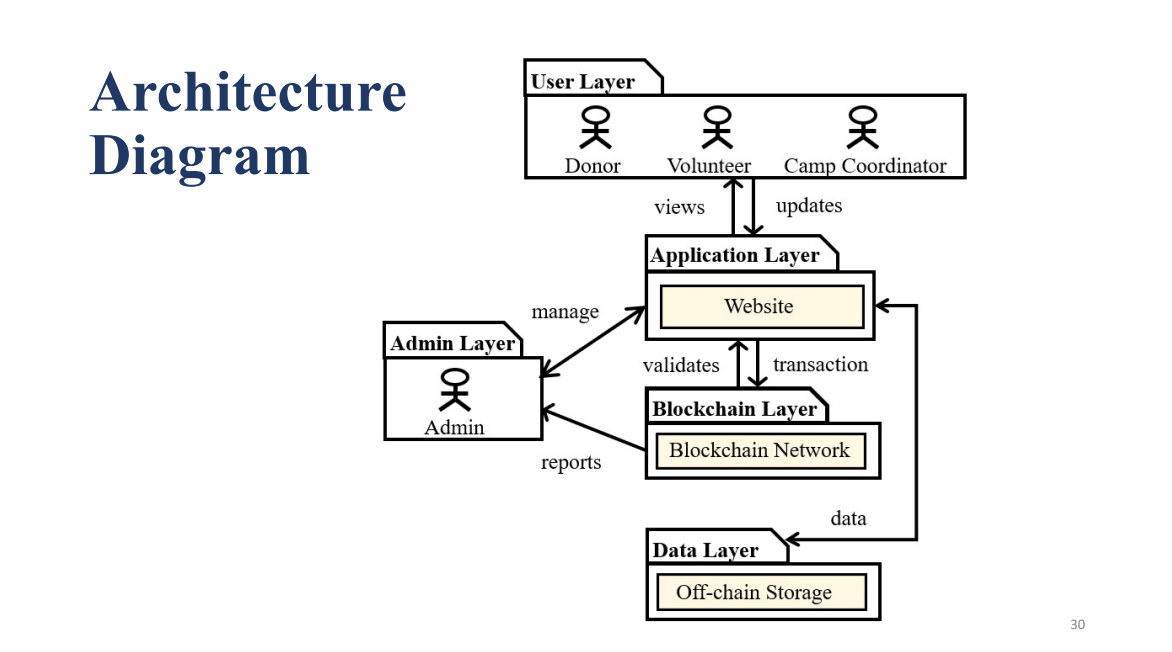 Architecture
Diagram
User Layer
Donor
Volunteer
Camp Coordinator
views
updates
Application Layer
Website
manage
Admin Layer
Admin
validates
transaction
Blockchain Layer
Blockchain Network
reports
data
Data Layer
Off-chain Storage
30